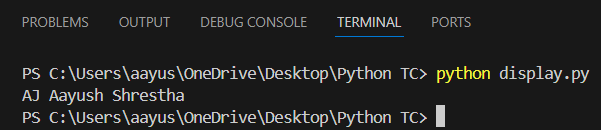 PROBLEMS OUTPUT DEBUG CONSOLE TERMINAL PORTS
PS C:\Users\aayus\OneDrive\Desktop\Python TC> python display.py
AJ Aayush Shrestha
PS C:\Users\aayus\OneDrive\Desktop\Python TC>